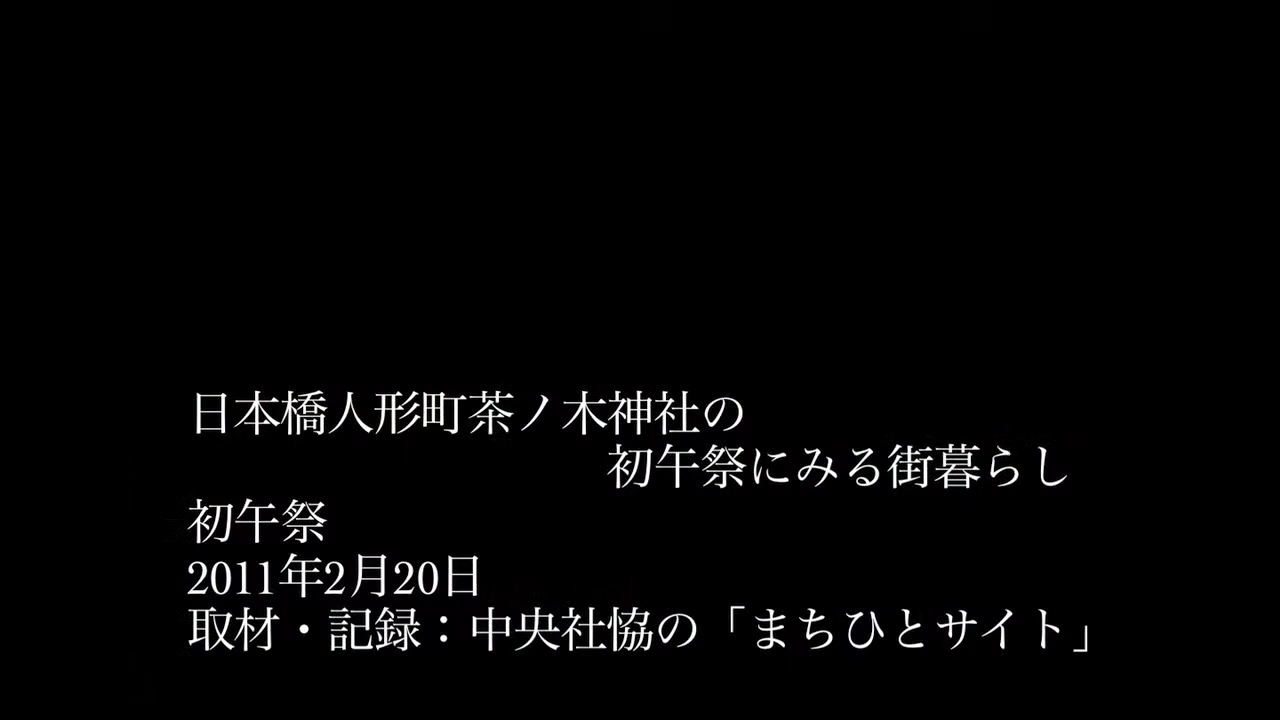 日本橋人形町茶ノ木神社の
初午祭にみる街暮らし
初午祭
2011年2月20日
取材・記録：中央社協の「まちひとサイト」